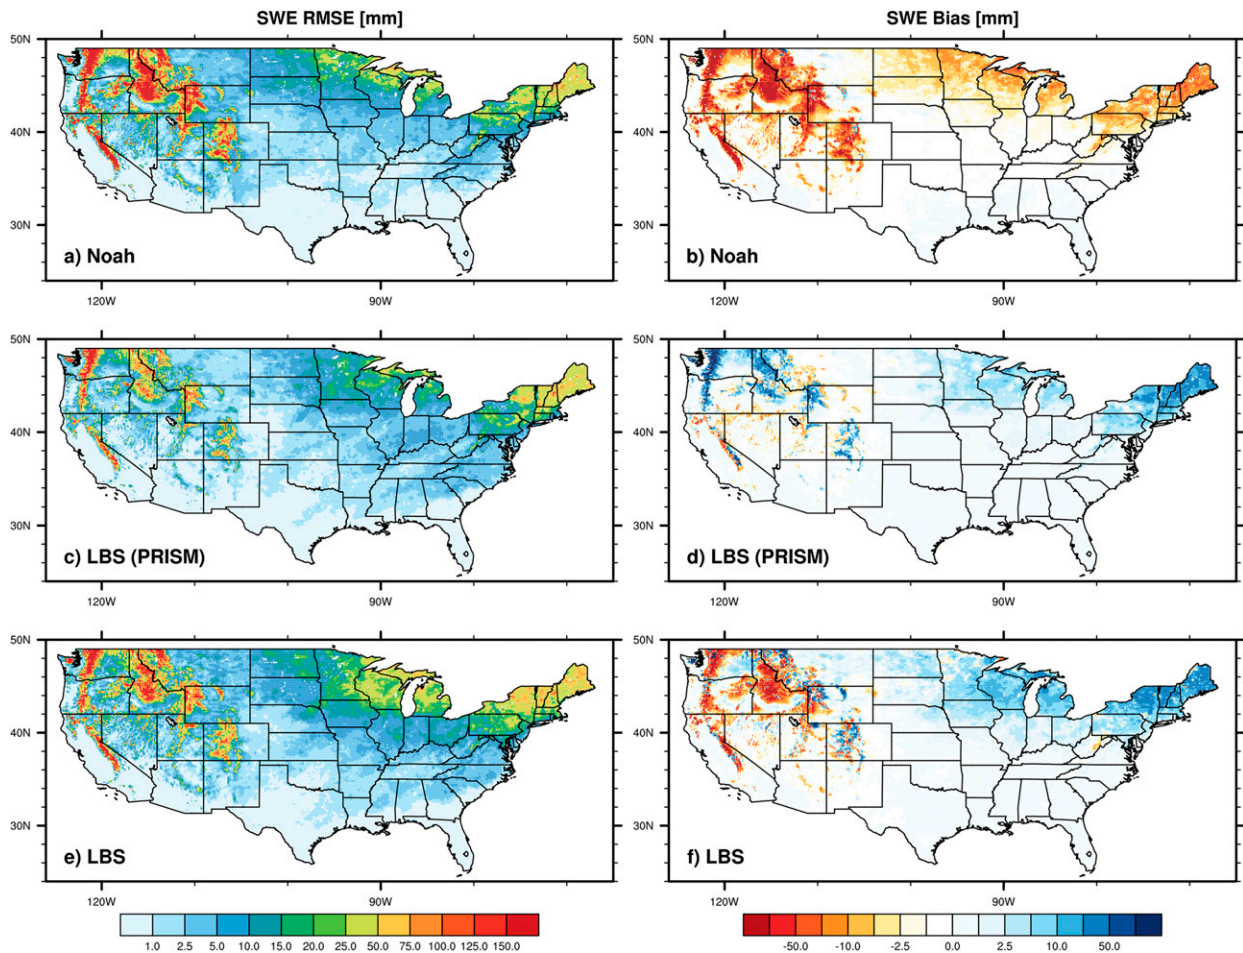 SWE RMSE [mm]
SWE Bias [mm]
50N
50N
40N
40N
30N
30N
a) Noah
b) Noah
120W
90W
120W
90W
50N
50N
40N
40N
30N
30N
c) LBS (PRISM)
d) LBS (PRISM)
120W
90W
120W
90W
50N
50N
40N
40N
30N
30N
e) LBS
f) LBS
120W
90W
120W
90W
1.0 2.5 5.0 10.0 15.0 20.0 25.0 50.0 75.0 100.0 125.0 150.0
-50.0 -10.0 -2.5 0.0 2.5 10.0 50.0